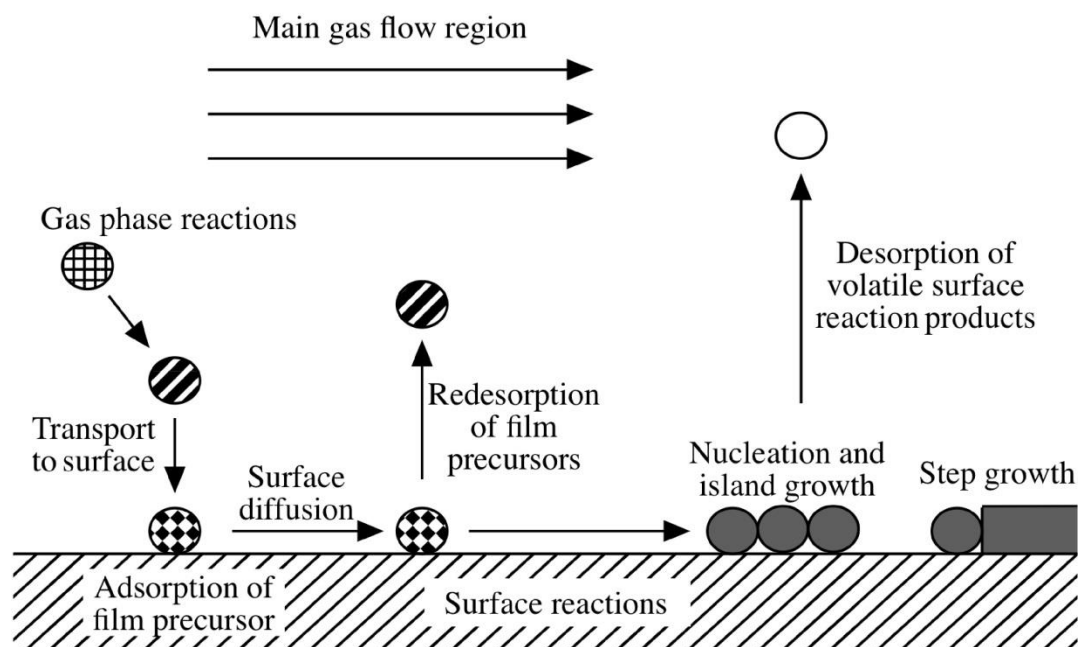 Main gas flow region
Gas phase reactions
Desorption of
volatile surface
reaction products
Redesorption
of film
precursors
Transport
to surface
Surface
diffusion
Nucleation and
island growth
Step growth
Adsorption of
film precursor
Surface reactions